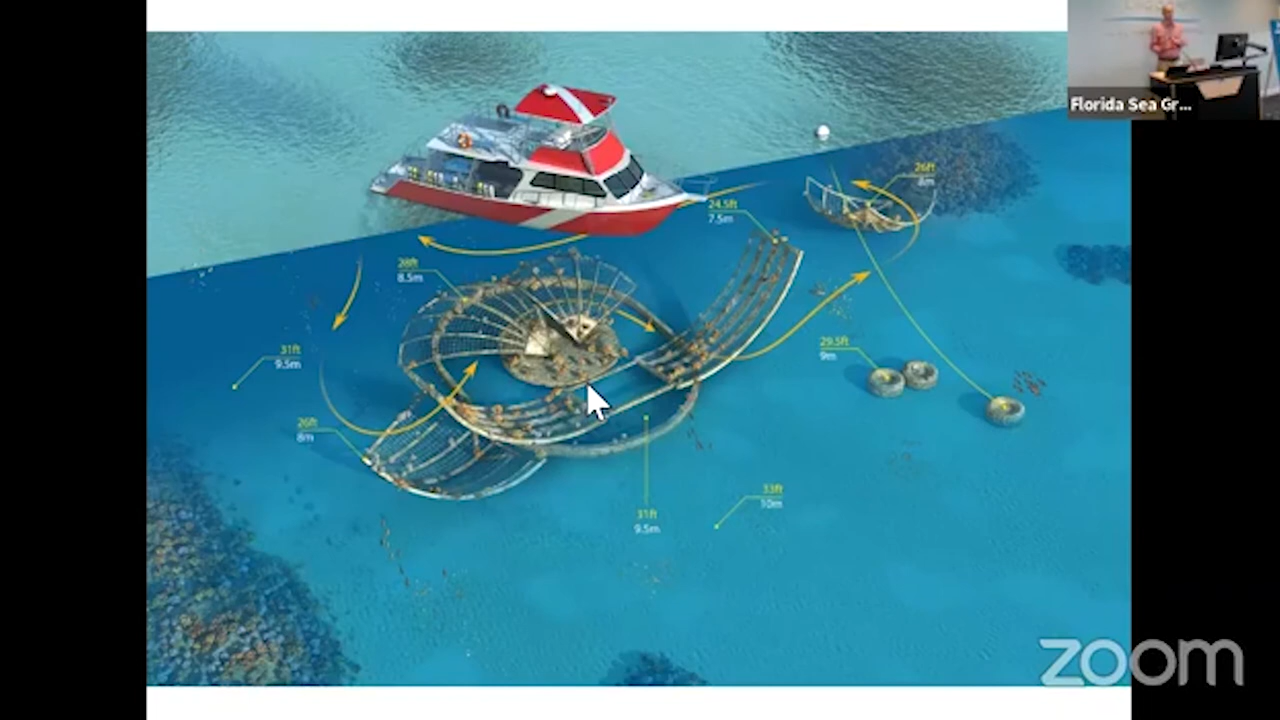 Florida Sea Gr...
26ft
8m
24.5ft
7.5m
28ft
8.5m
29.5ft
9m
31ft
9.5m
26ft
8m
31ft
9.5m
33ft
10m
zoom